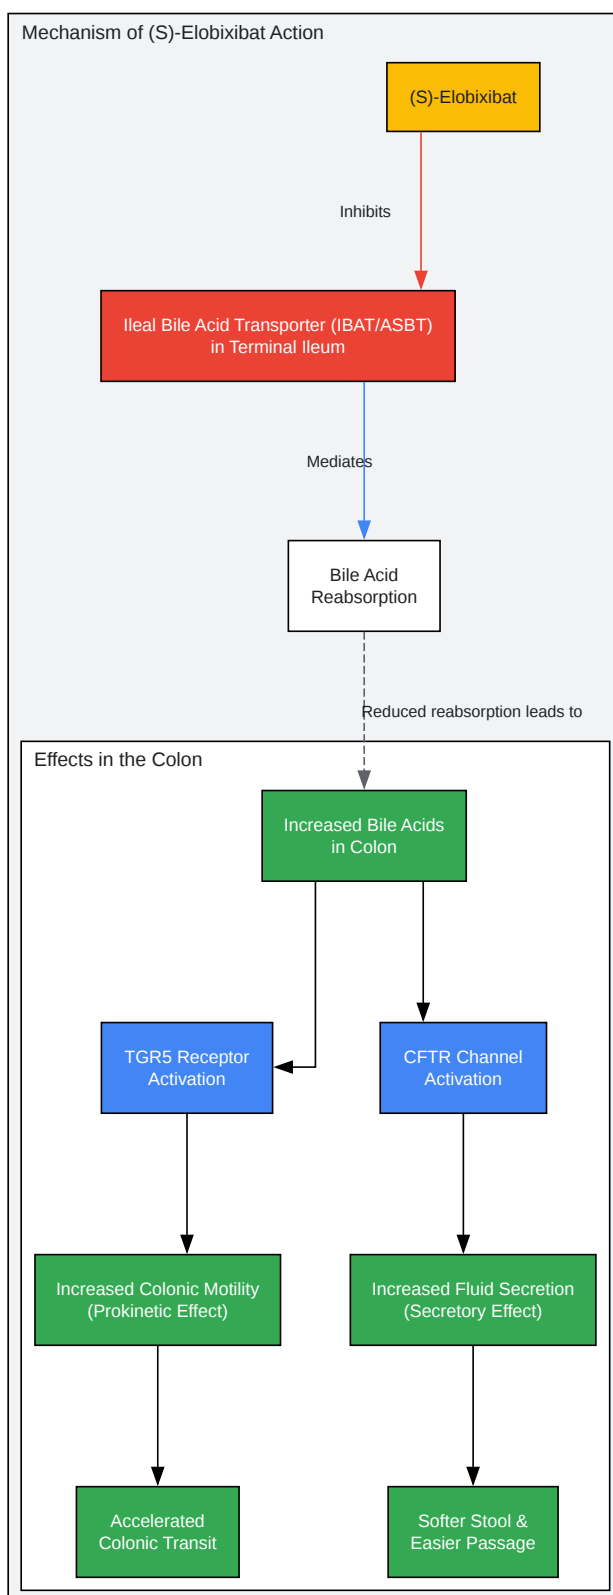 Mechanism of (S)-Elobixibat Action
(S)-Elobixibat
Inhibits
Ileal Bile Acid Transporter (IBAT/ASBT)
in Terminal Ileum
Mediates
Bile Acid
Reabsorption
Reduced reabsorption leads to
Effects in the Colon
Increased Bile Acids
in Colon
TGR5 Receptor
Activation
CFTR Channel
Activation
Increased Colonic Motility
(Prokinetic Effect)
Increased Fluid Secretion
(Secretory Effect)
Accelerated
Colonic Transit
Softer Stool &
Easier Passage